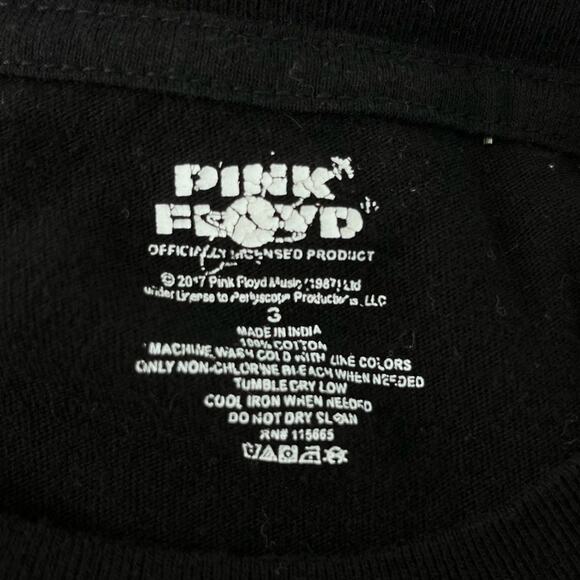 PINK
FLOYD
OFFICIALLY LICENSED PRODUCT
© 2017 Pink Floyd Music (1987) Ltd
under License to Perryscope Productions, LLC
3
MADE IN INDIA
100% COTTON
MACHINE WASH COLD WITH LIKE COLORS
ONLY NON-CHLORINE BLEACH WHEN NEEDED
TUMBLE DRY LOW
COOL IRON WHEN NEEDED
DO NOT DRY CLEAN
RN# 115665